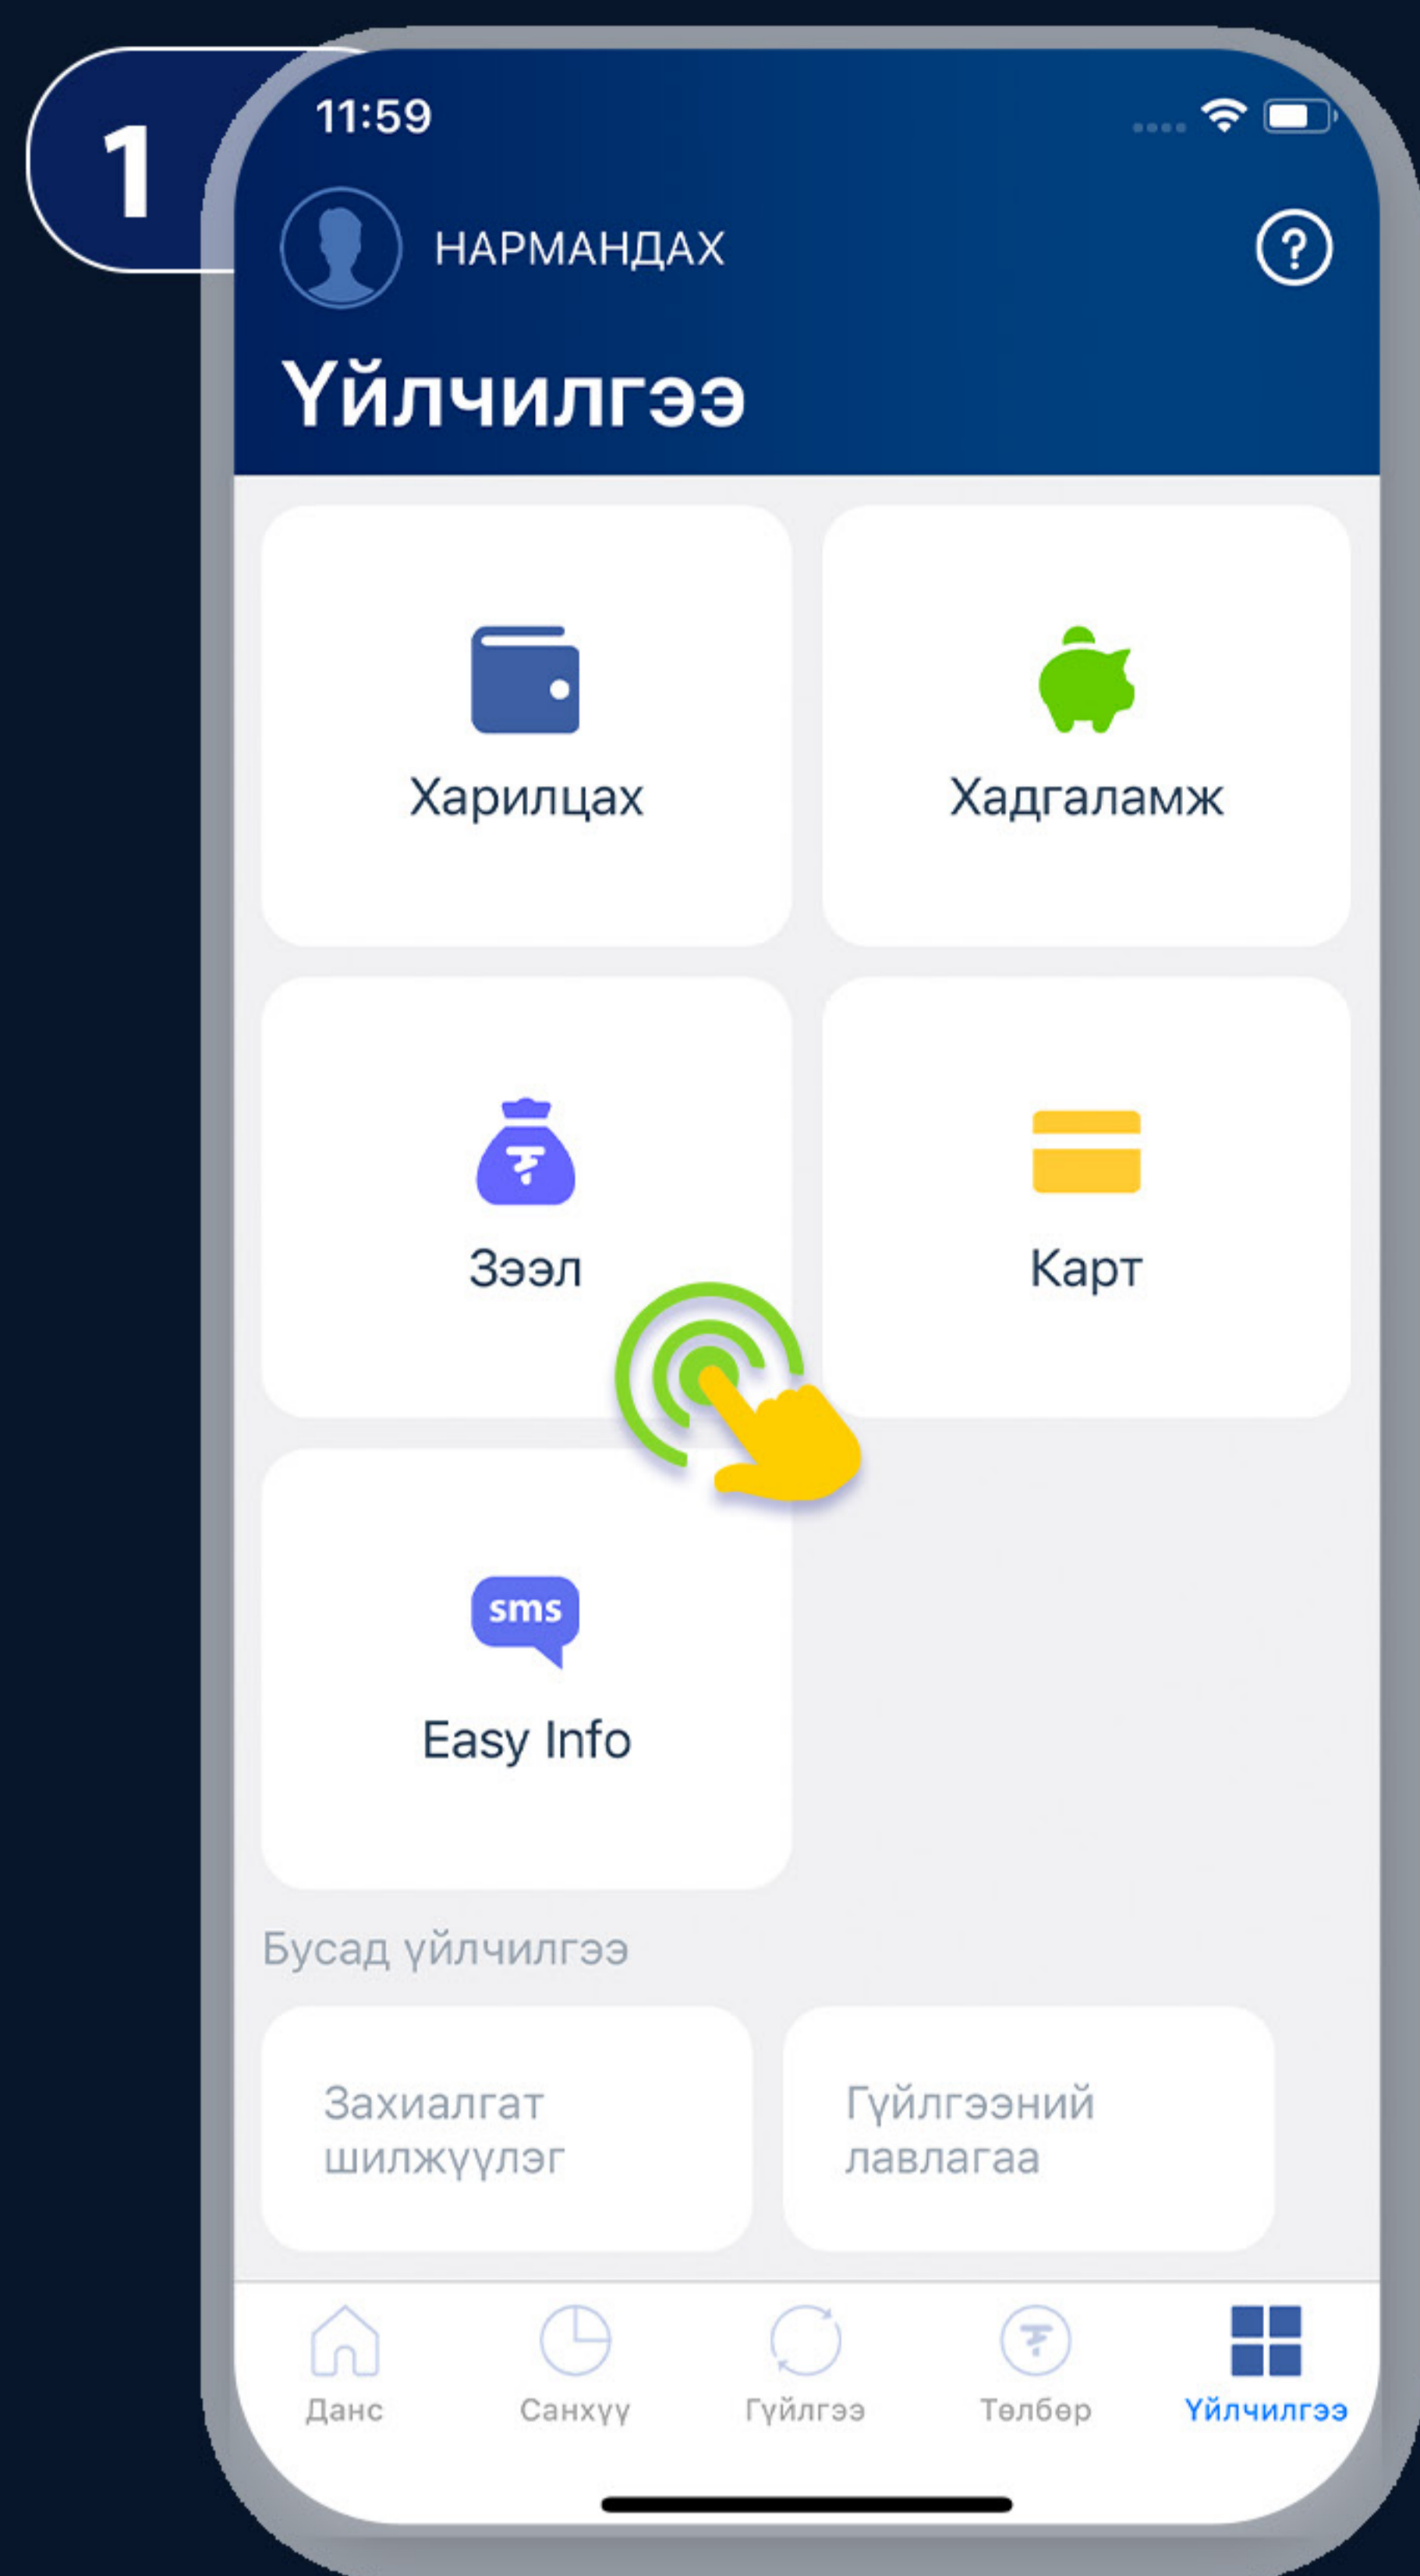 1
11:59
НАРМАНДАХ
Үйлчилгээ
Харилцах
Хадгаламж
Зээл
Карт
sms
Easy Info
Бусад үйлчилгээ
Захиалгат
шилжүүлэг
Гүйлгээний
лавлагаа
Данс
Санхүү
Гүйлгээ
Төлбөр
Үйлчилгээ